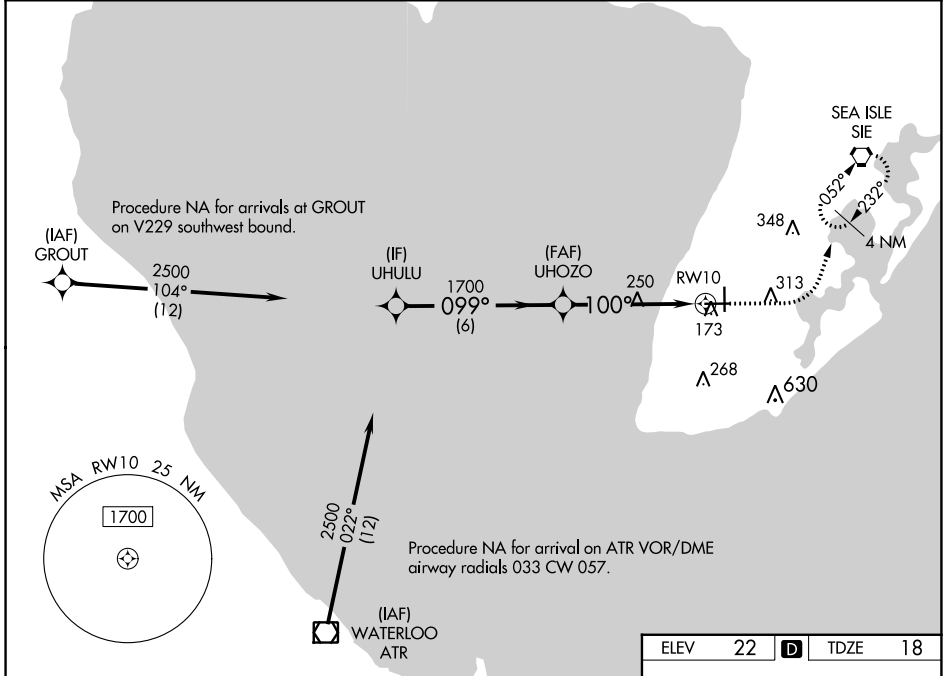 SEA ISLE
SIE
052°
232°
4 NM
Procedure NA for arrivals at GROUT
on V229 southwest bound.
348
(IAF)
GROUT
2500
104°
(12)
(IF)
UHULU
1700
099°
(6)
(FAF)
UHOZO
100°
250
RW10
313
173
268
630
MSA RW10 25 NM
1700
2500
022°
(12)
Procedure NA for arrival on ATR VOR/DME
airway radials 033 CW 057.
(IAF)
WATERLOO
ATR
ELEV 22 D TDZE 18